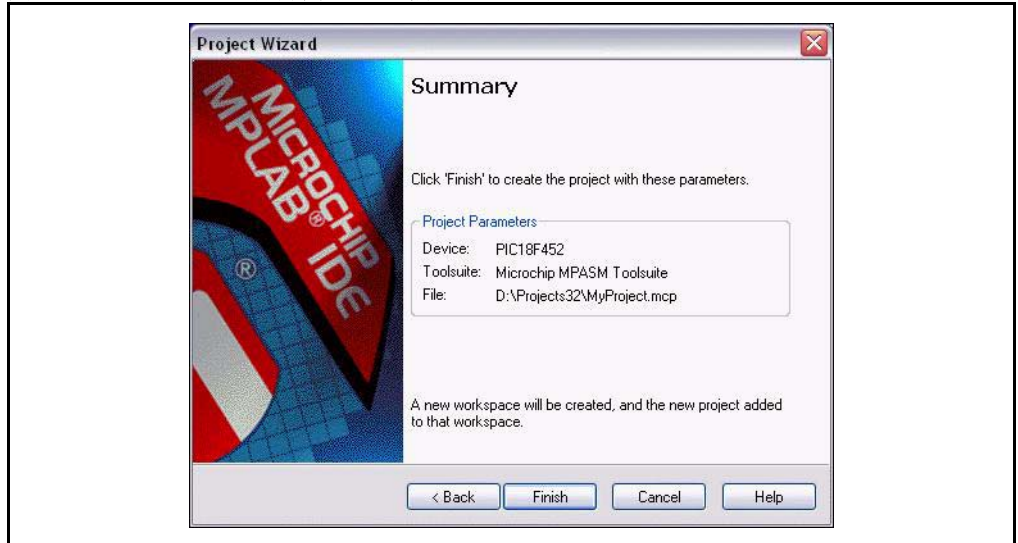 Project Wizard
MICROCHIP
MPLAB® IDE
®
Summary
Click 'Finish' to create the project with these parameters.
Project Parameters
Device: PIC18F452
Toolsuite: Microchip MPASM Toolsuite
File: D:\Projects32\MyProject.mcp
A new workspace will be created, and the new project added
to that workspace.
< Back Finish Cancel Help